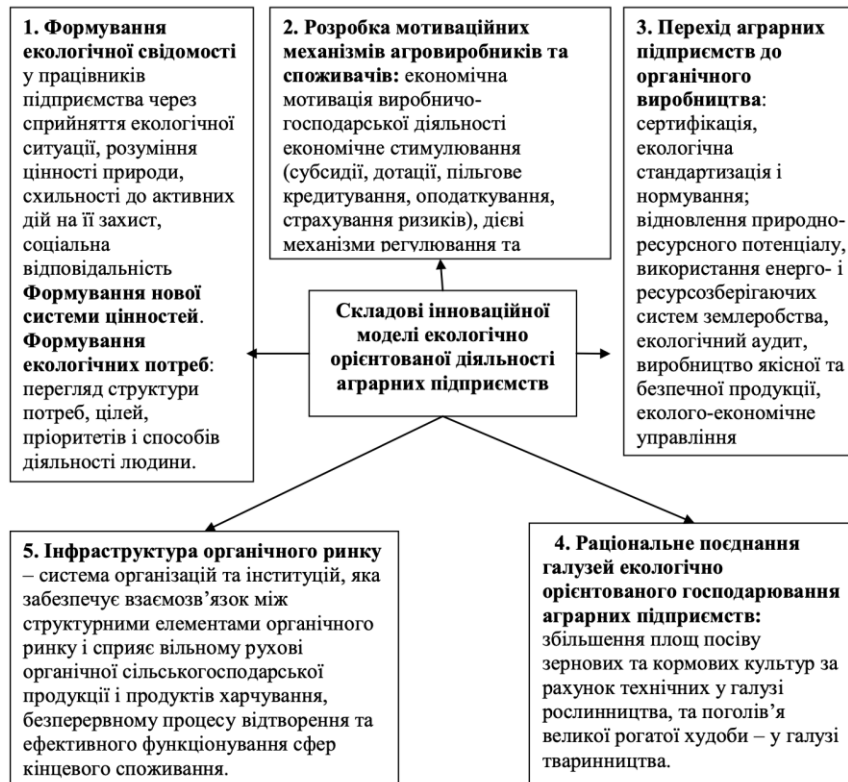 1. Формування
екологічної свідомості
у працівників
підприємства через
сприйняття екологічної
ситуації, розуміння
цінності природи,
схильності до активних
дій на її захист,
соціальна
відповідальність
Формування нової
системи цінностей.
Формування
екологічних потреб:
перегляд структури
потреб, цілей,
пріоритетів і способів
діяльності людини.
2. Розробка мотиваційних
механізмів агровиробників та
споживачів: економічна
мотивація виробничо-
господарської діяльності
економічне стимулювання
(субсидії, дотації, пільгове
кредитування, оподаткування,
страхування ризиків), дієві
механізми регулювання та
3. Перехід аграрних
підприємств до
органічного
виробництва:
сертифікація,
екологічна
стандартизація і
нормування;
відновлення природно-
ресурсного потенціалу,
використання енерго- і
ресурсозберігаючих
систем землеробства,
екологічний аудит,
виробництво якісної та
безпечної продукції,
еколого-економічне
управління
Складові інноваційної
моделі екологічно
орієнтованої діяльності
аграрних підприємств
5. Інфраструктура органічного ринку
– система організацій та інституцій, яка
забезпечує взаємозв’язок між
структурними елементами органічного
ринку і сприяє вільному рухові
органічної сільськогосподарської
продукції і продуктів харчування,
безперервному процесу відтворення та
ефективного функціонування сфер
кінцевого споживання.
4. Раціональне поєднання
галузей екологічно
орієнтованого господарювання
аграрних підприємств:
збільшення площ посіву
зернових та кормових культур за
рахунок технічних у галузі
рослинництва, та поголів’я
великої рогатої худоби – у галузі
тваринництва.